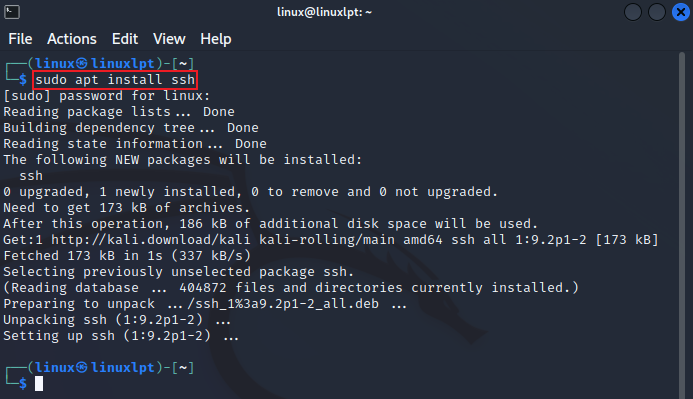 linux@linuxlpt: ~
File Actions Edit View Help
┌──(linux㉿linuxlpt)-[~]
└─$ sudo apt install ssh
[sudo] password for linux:
Reading package lists... Done
Building dependency tree... Done
Reading state information... Done
The following NEW packages will be installed:
  ssh
0 upgraded, 1 newly installed, 0 to remove and 0 not upgraded.
Need to get 173 kB of archives.
After this operation, 186 kB of additional disk space will be used.
Get:1 http://kali.download/kali kali-rolling/main amd64 ssh all 1:9.2p1-2 [173 kB]
Fetched 173 kB in 1s (337 kB/s)
Selecting previously unselected package ssh.
(Reading database ... 404872 files and directories currently installed.)
Preparing to unpack .../ssh_1%3a9.2p1-2_all.deb ...
Unpacking ssh (1:9.2p1-2) ...
Setting up ssh (1:9.2p1-2) ...
┌──(linux㉿linuxlpt)-[~]
└─$